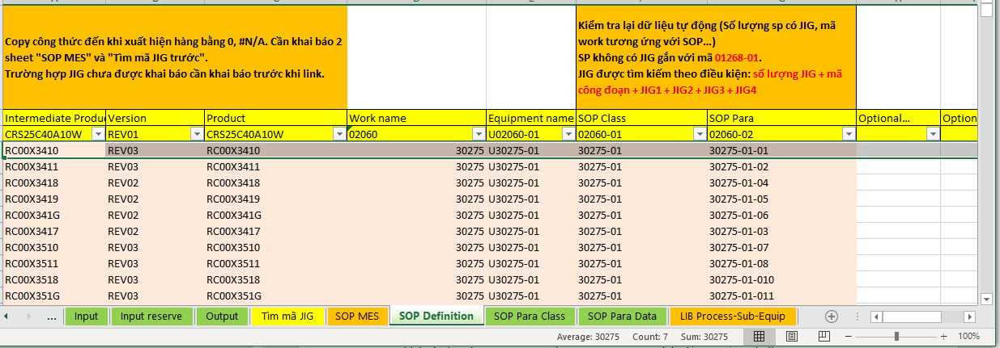 Copy công thức đến khi xuất hiện hàng bằng 0, #N/A. Cần khai báo 2
sheet "SOP MES" và "Tìm mã JIG trước".
Trường hợp JIG chưa được khai báo cần khai báo trước khi link.
Kiểm tra lại dữ liệu tự động (Số lượng sp có JIG, mã
work tương ứng với SOP...)
SP không có JIG gắn với mã 01268-01.
JIG được tìm kiếm theo điều kiện: số lượng JIG + mã
công đoạn + JIG1 + JIG2 + JIG3 + JIG4
Intermediate Produc Version Product Work name Equipment name SOP Class SOP Para Optional... Option
CRS25C40A10W REV01 CRS25C40A10W 02060 U02060-01 02060-01 02060-02
RC00X3410 REV03 RC00X3410 30275 U30275-01 30275-01 30275-01-01
RC00X3411 REV03 RC00X3411 30275 U30275-01 30275-01 30275-01-02
RC00X3418 REV02 RC00X3418 30275 U30275-01 30275-01 30275-01-04
RC00X3419 REV02 RC00X3419 30275 U30275-01 30275-01 30275-01-05
RC00X341G REV02 RC00X341G 30275 U30275-01 30275-01 30275-01-06
RC00X3417 REV02 RC00X3417 30275 U30275-01 30275-01 30275-01-03
RC00X3510 REV03 RC00X3510 30275 U30275-01 30275-01 30275-01-07
RC00X3511 REV03 RC00X3511 30275 U30275-01 30275-01 30275-01-08
RC00X3518 REV03 RC00X3518 30275 U30275-01 30275-01 30275-01-010
RC00X351G REV03 RC00X351G 30275 U30275-01 30275-01 30275-01-011
... Input Input reserve Output Tìm mã JIG SOP MES SOP Definition SOP Para Class SOP Para Data LIB Process-Sub-Equip
Average: 30275 Count: 7 Sum: 30275 100%